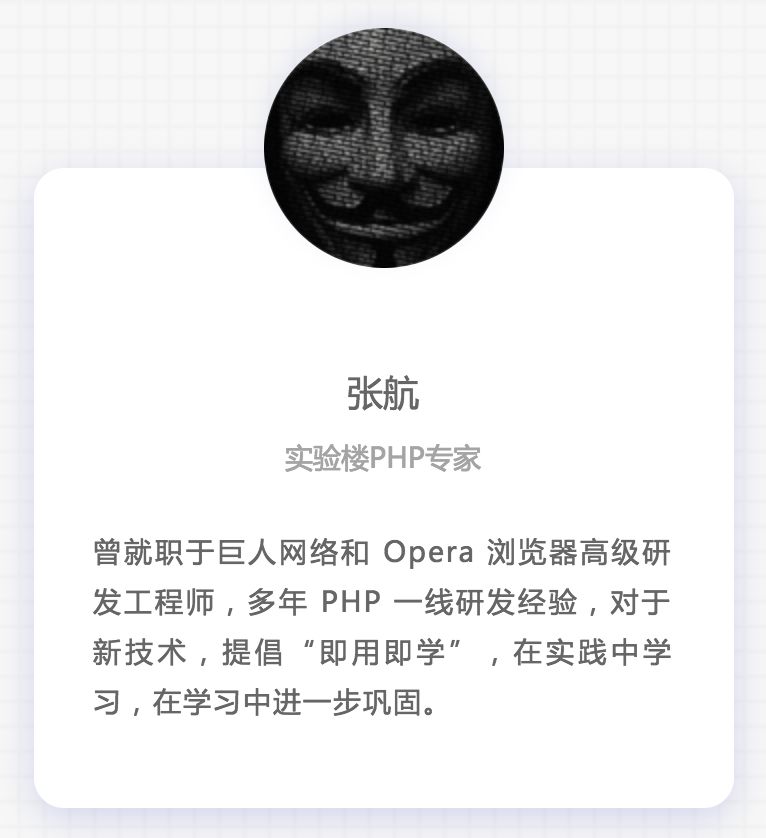 张航
实验楼PHP专家
曾就职于巨人网络和 Opera 浏览器高级研
发工程师，多年 PHP 一线研发经验，对于
新技术，提倡“即用即学”，在实践中学
习，在学习中进一步巩固。